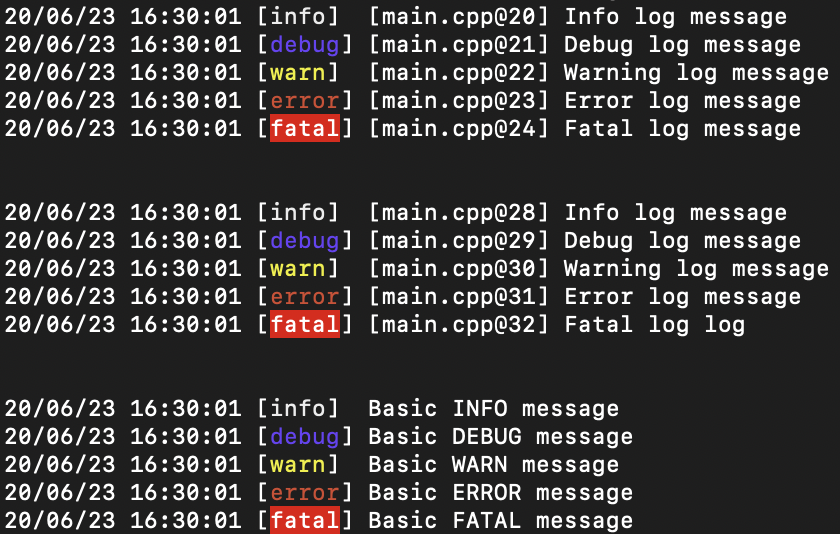 20/06/23 16:30:01 [info]  [main.cpp@20] Info log message
20/06/23 16:30:01 [debug] [main.cpp@21] Debug log message
20/06/23 16:30:01 [warn]  [main.cpp@22] Warning log message
20/06/23 16:30:01 [error] [main.cpp@23] Error log message
20/06/23 16:30:01 [fatal] [main.cpp@24] Fatal log message
20/06/23 16:30:01 [info]  [main.cpp@28] Info log message
20/06/23 16:30:01 [debug] [main.cpp@29] Debug log message
20/06/23 16:30:01 [warn]  [main.cpp@30] Warning log message
20/06/23 16:30:01 [error] [main.cpp@31] Error log message
20/06/23 16:30:01 [fatal] [main.cpp@32] Fatal log log
20/06/23 16:30:01 [info]  Basic INFO message
20/06/23 16:30:01 [debug] Basic DEBUG message
20/06/23 16:30:01 [warn]  Basic WARN message
20/06/23 16:30:01 [error] Basic ERROR message
20/06/23 16:30:01 [fatal] Basic FATAL message